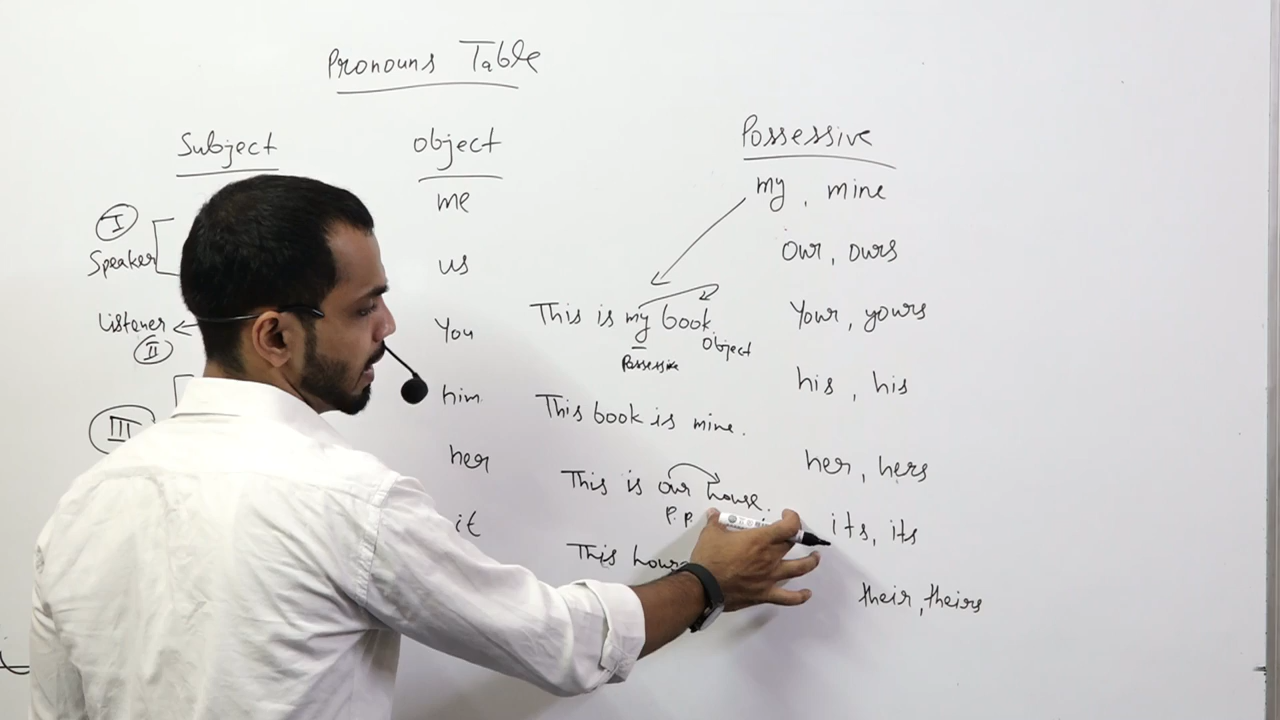 Pronouns Table
Subject
object
Possessive
I
Speaker
Listener
II
III
me
us
You
him
her
it
my, mine
our, ours
Your, yours
his, his
her, hers
its, its
their, theirs
This is my book
Possessive
object
This book is mine.
This is our house.
P.P.
This house